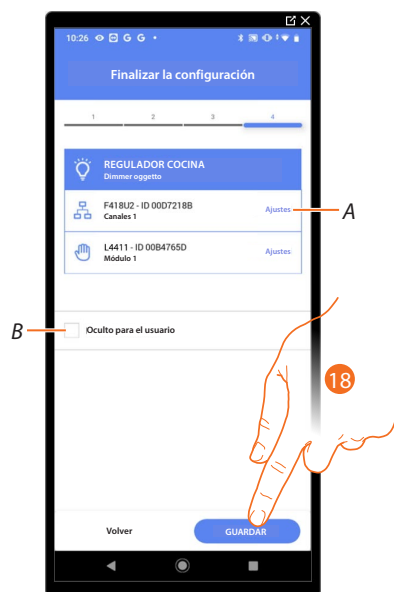 10:26 G G
Finalizar la configuración
1 2 3 4
REGULADOR COCINA
Dimmer oggetto
F418U2 - ID 00D7218B
Canales 1
Ajustes
A
L4411 - ID 00B4765D
Módulo 1
Ajustes
B
Oculto para el usuario
18
Volver
GUARDAR